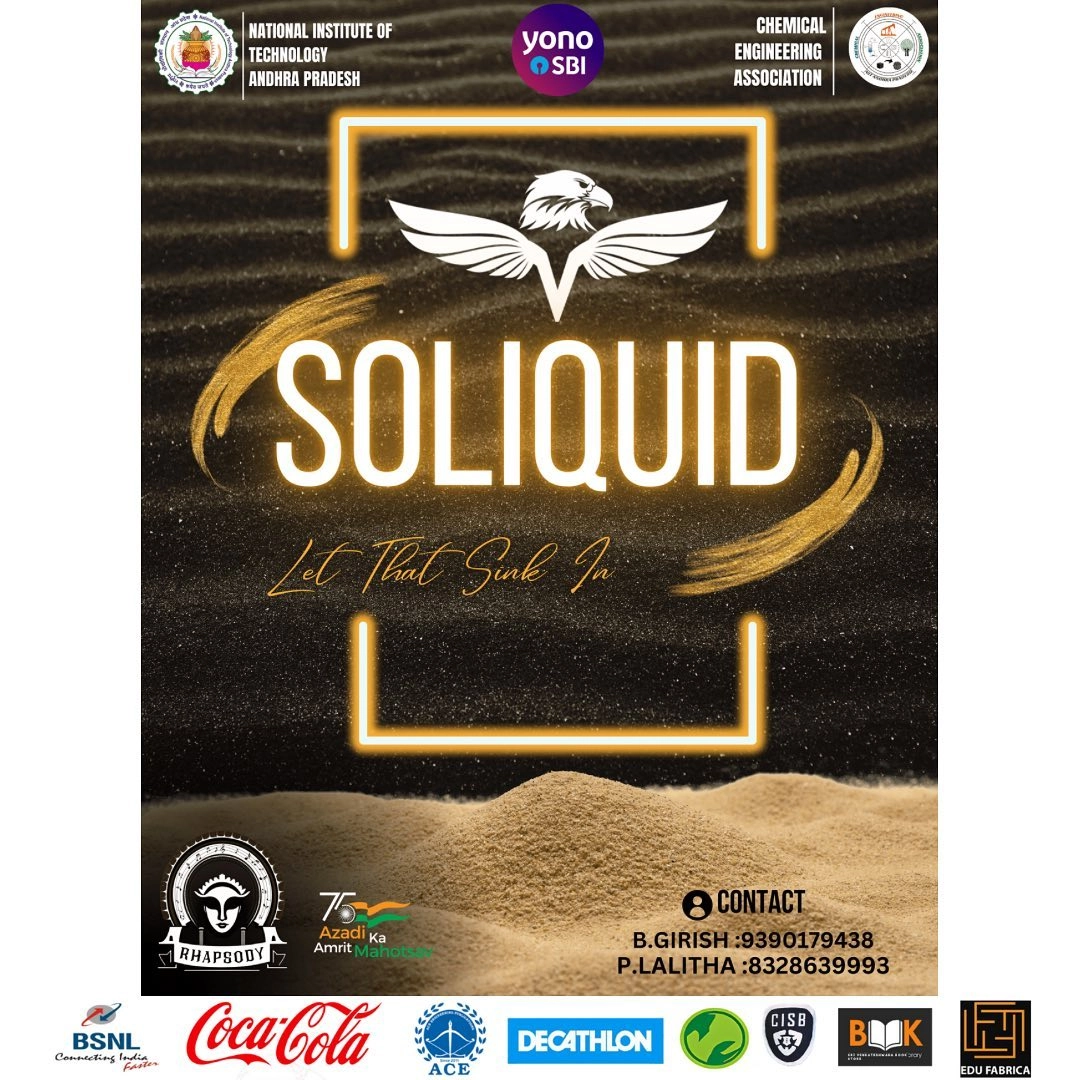 NATIONAL INSTITUTE OF
TECHNOLOGY
ANDHRA PRADESH
yono
SBI
CHEMICAL
ENGINEERING
ASSOCIATION
SOLIQUID
Let That Sink In
RHAPSODY
75
Azadi Ka
Amrit Mahotsav
CONTACT
B.GIRISH :9390179438
P.LALITHA :8328639993
BSNL
Connecting India
Faster
Coca-Cola
ACE
DECATHLON
CISB
BOOK
EDU FABRICA